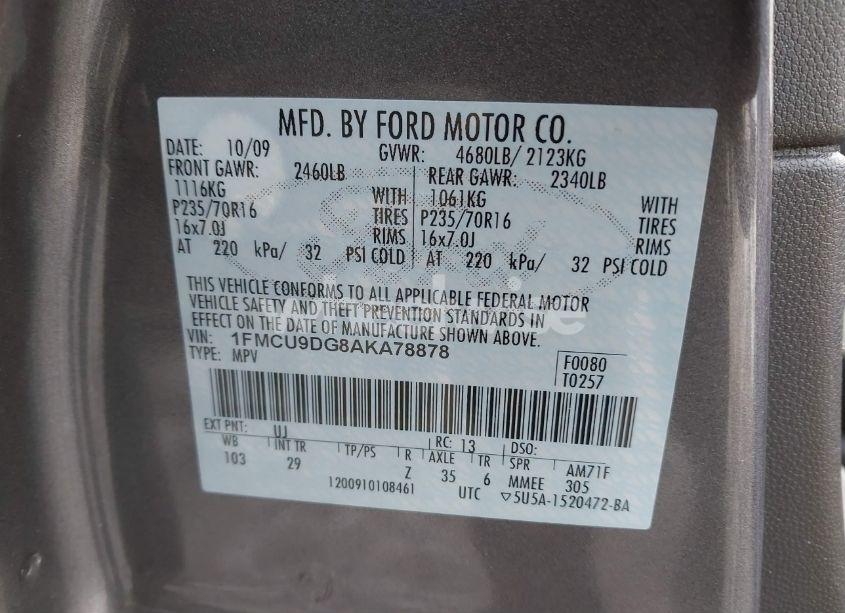 MFD. BY FORD MOTOR CO.
DATE: 10/09 GVWR: 4680LB/ 2123KG
FRONT GAWR: 2460LB REAR GAWR: 2340LB
1116KG WITH 1061KG WITH
P235/70R16 TIRES P235/70R16 TIRES
16x7.0J RIMS 16x7.0J RIMS
AT 220 kPa/ 32 PSI COLD AT 220 kPa/ 32 PSI COLD
THIS VEHICLE CONFORMS TO ALL APPLICABLE FEDERAL MOTOR
VEHICLE SAFETY AND THEFT PREVENTION STANDARDS IN
EFFECT ON THE DATE OF MANUFACTURE SHOWN ABOVE.
VIN: 1FMCU9DG8AKA78878
TYPE: MPV
F0080
T0257
EXT PNT: UJ RC: 13 DSO:
WB INT TR TP/PS R AXLE TR SPR AM71F
103 29 Z 35 6 MMEE 305
1200910108461 UTC ▽5U5A-1520472-BA